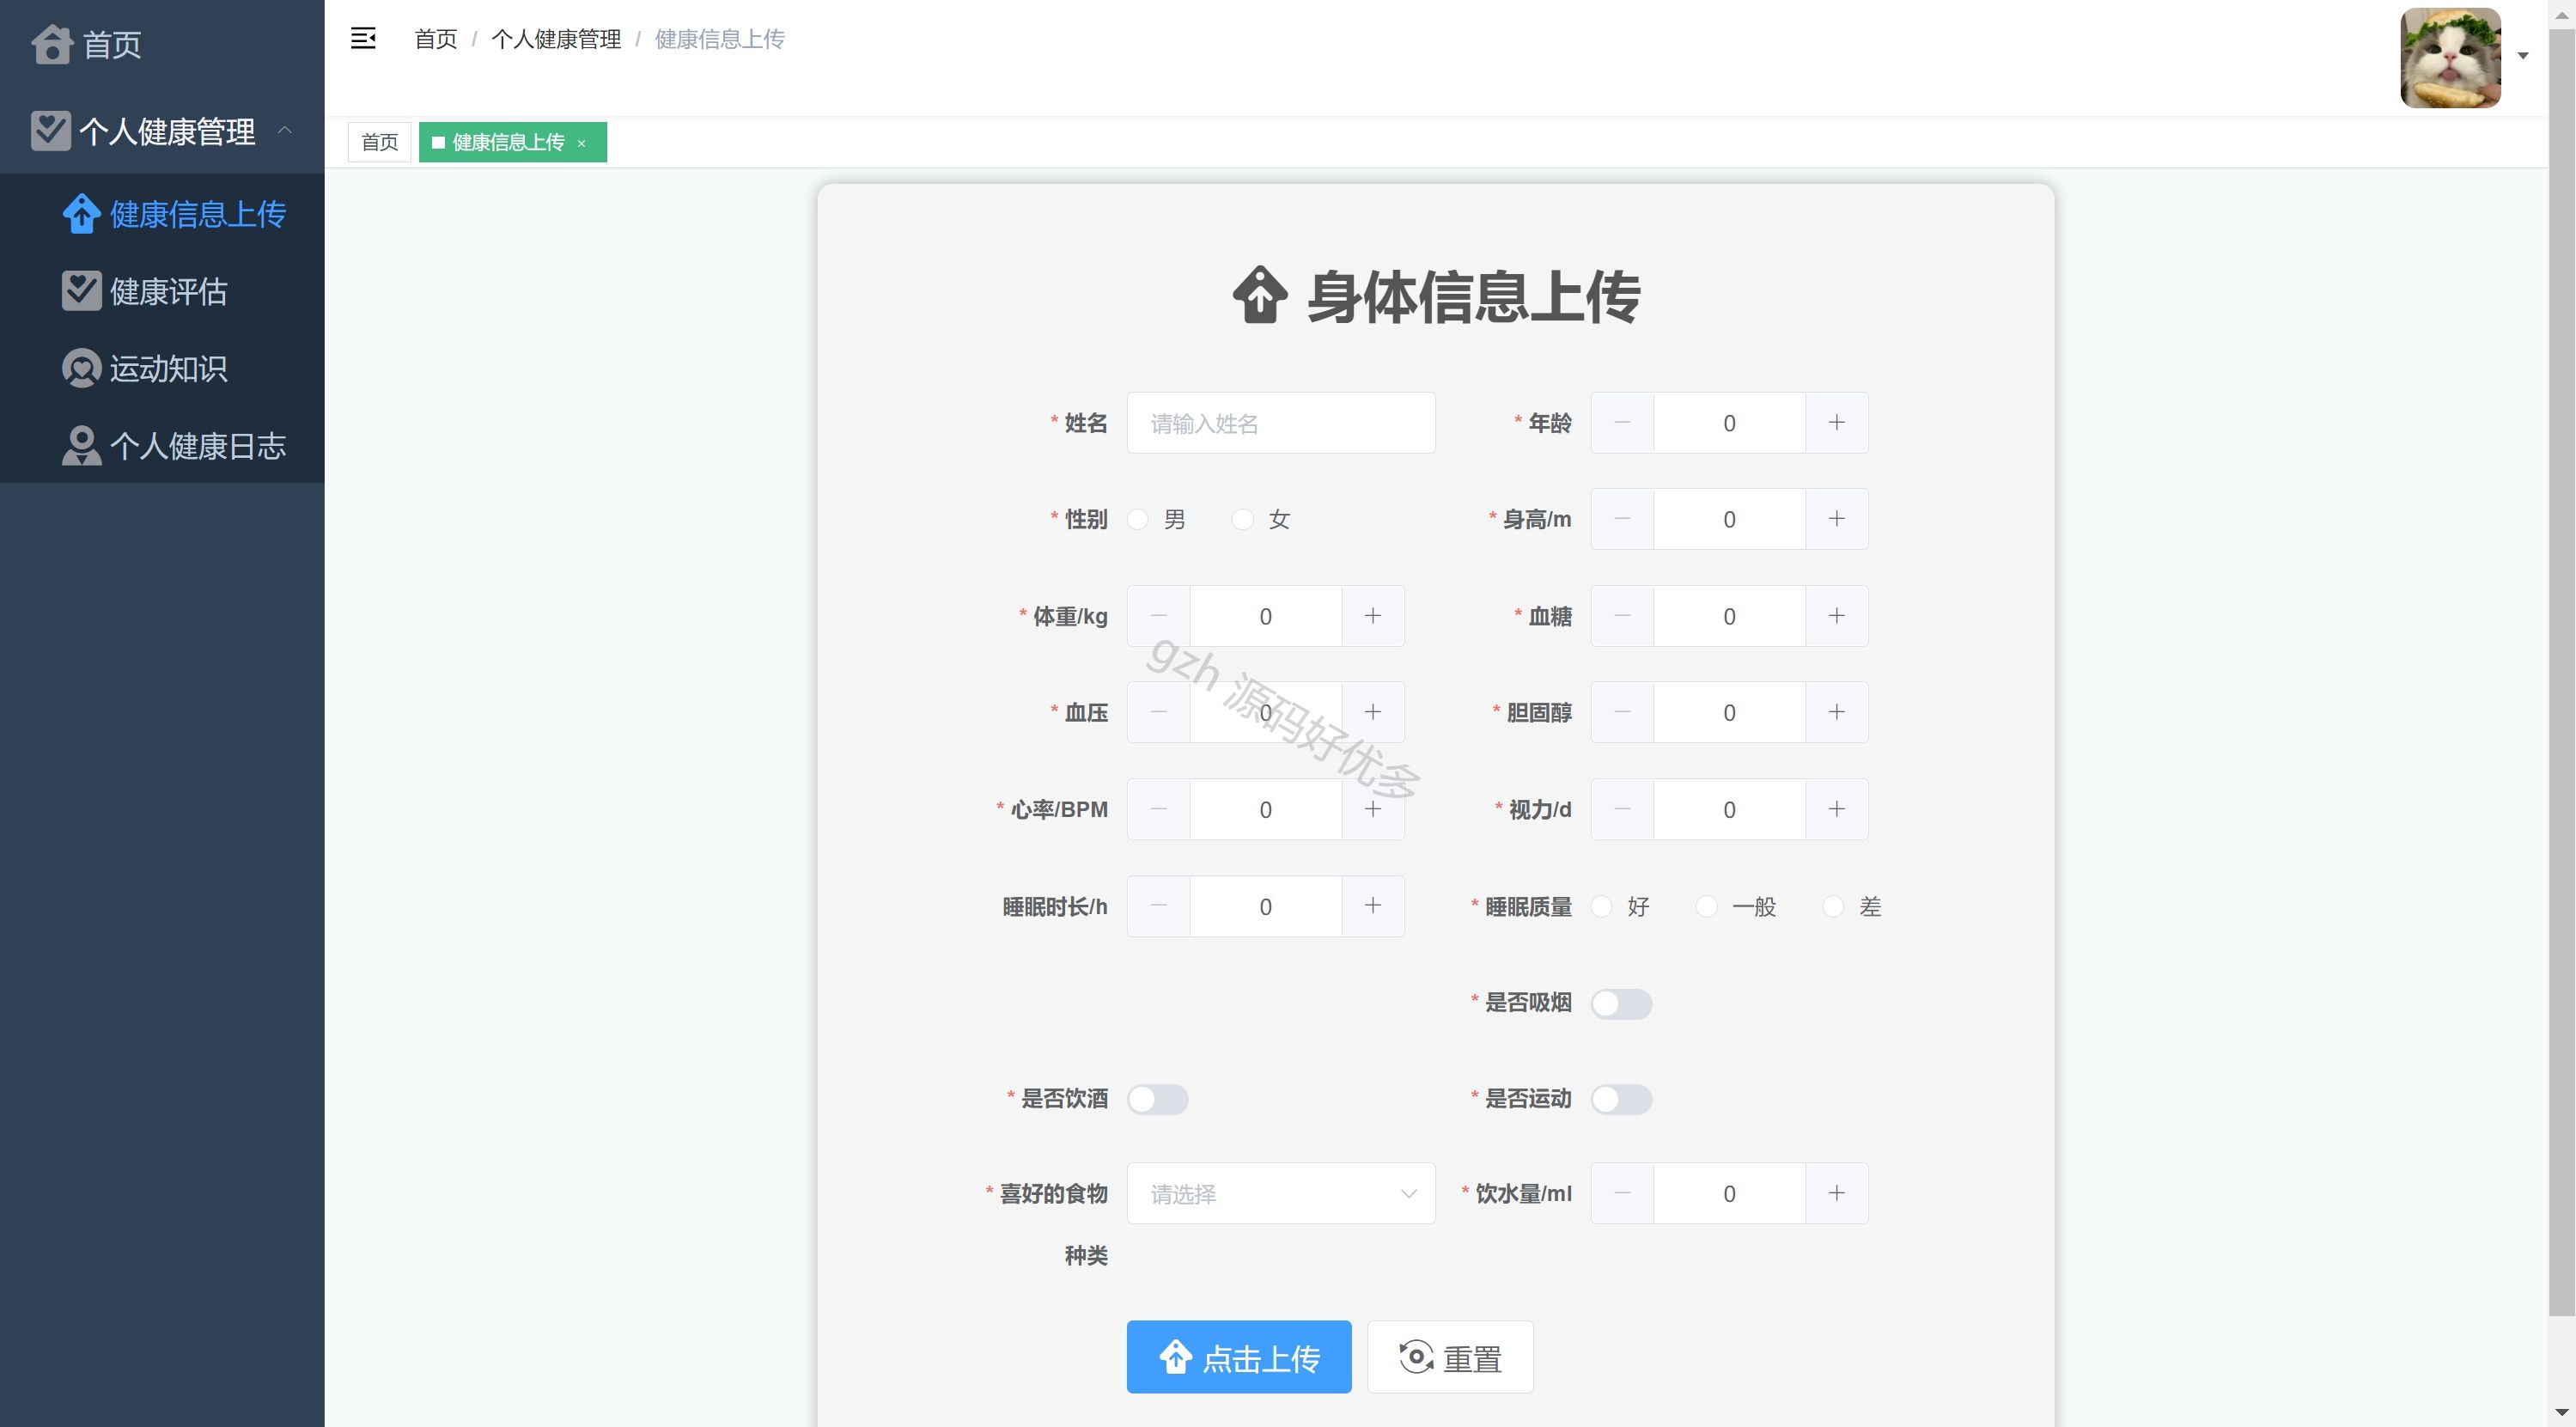 首页
个人健康管理
健康信息上传
健康评估
运动知识
个人健康日志
首页 / 个人健康管理 / 健康信息上传
首页 健康信息上传 ×
身体信息上传
* 姓名 请输入姓名 * 年龄 0
* 性别 男 女 * 身高/m 0
* 体重/kg 0 * 血糖 0
* 血压 0 * 胆固醇 0
* 心率/BPM 0 * 视力/d 0
睡眠时长/h 0 * 睡眠质量 好 一般 差
* 是否吸烟
* 是否饮酒 * 是否运动
* 喜好的食物 请选择 * 饮水量/ml 0
种类
点击上传 重置
gzh 源码好优多